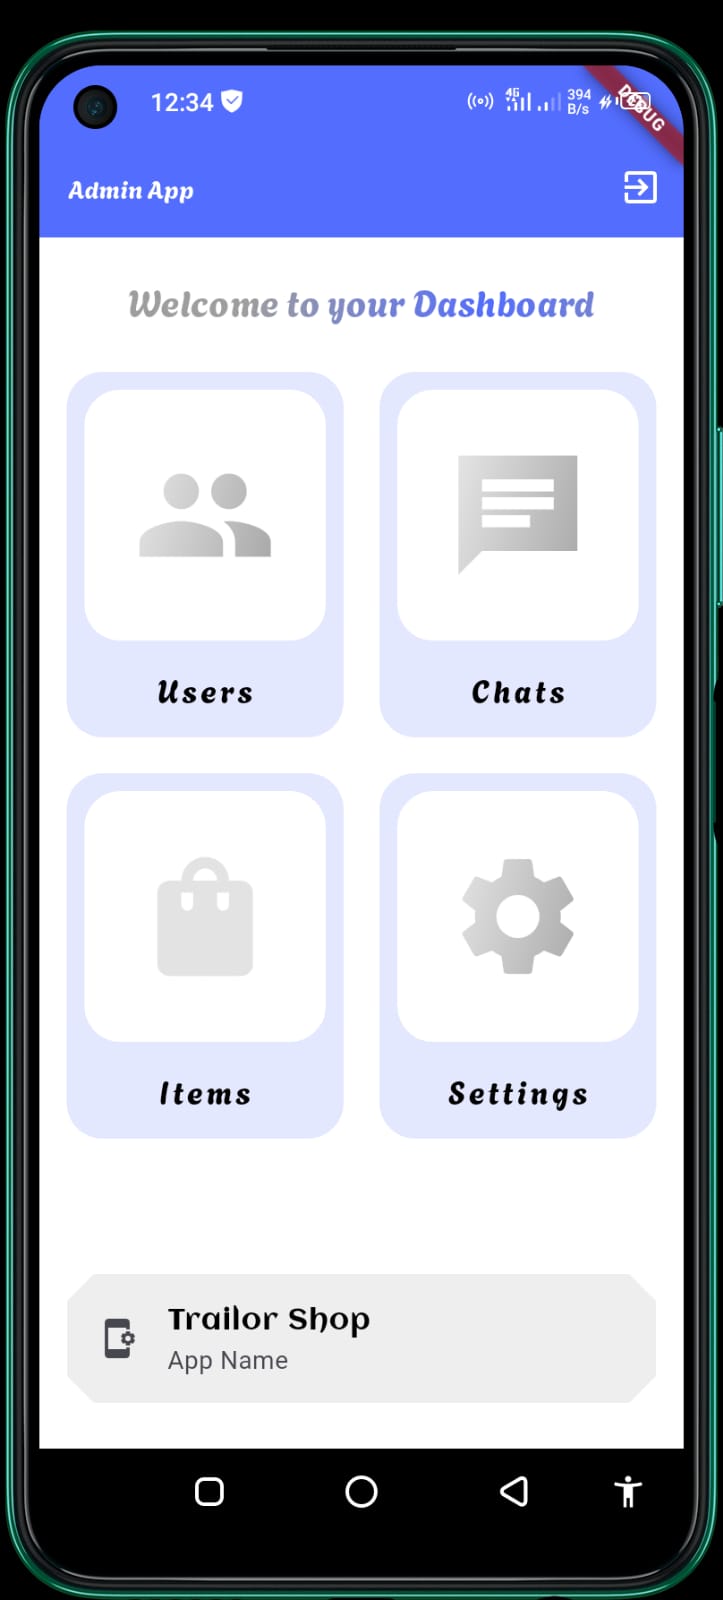 12:34
4G
394
B/s
DEBUG
Admin App
Welcome to your Dashboard
Users
Chats
Items
Settings
Trailor Shop
App Name